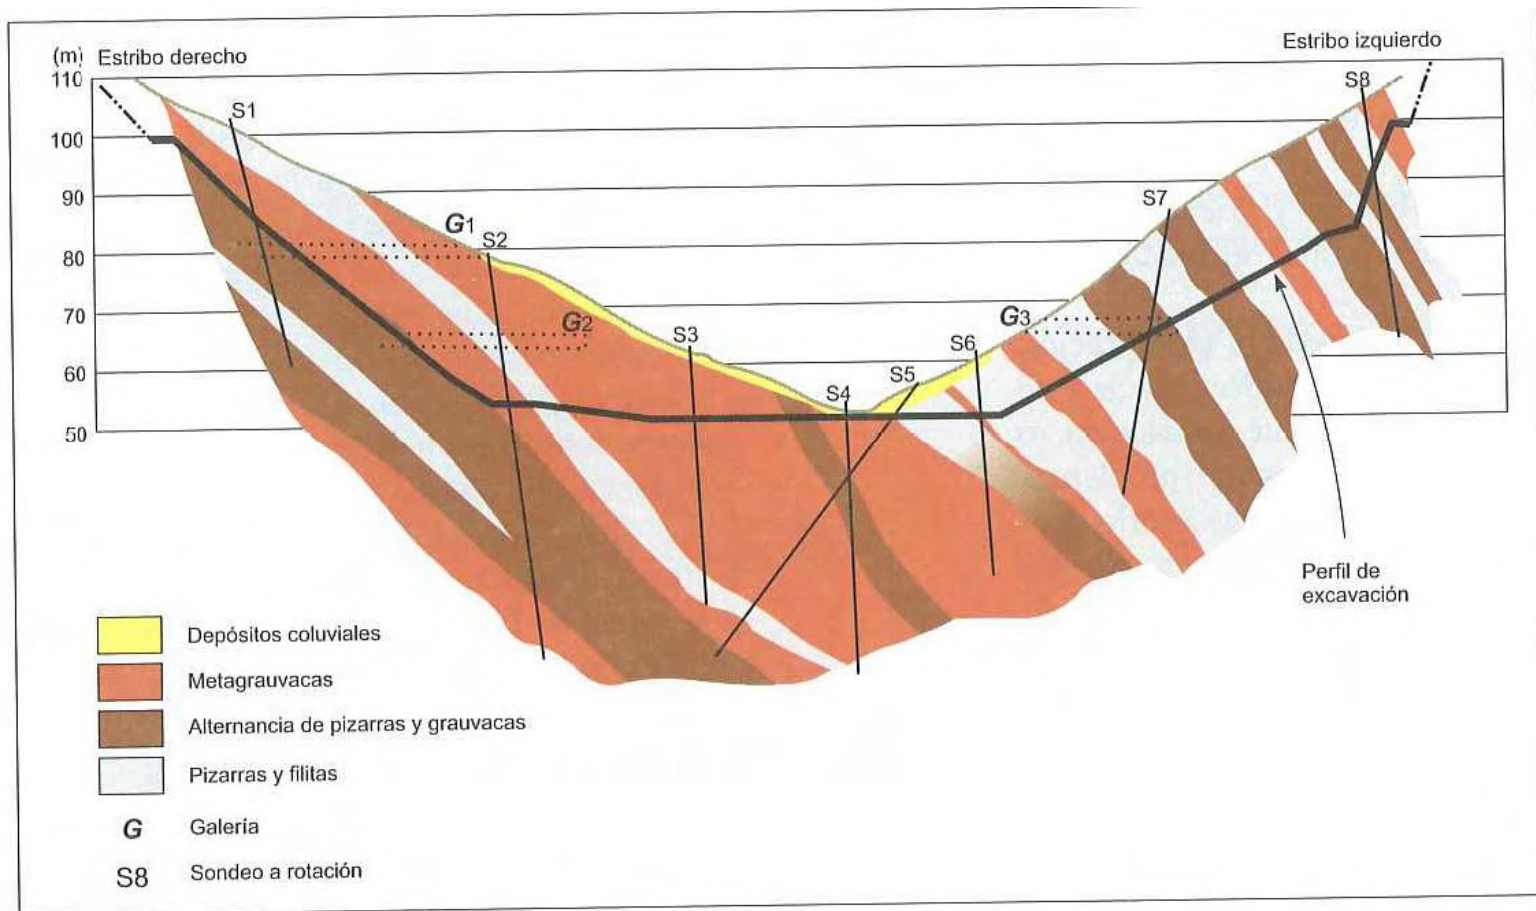 (m) Estribo derecho
Estribo izquierdo
110
100
90
80
70
60
50
S1
G1
S2
G2
S3
S4
S5
S6
G3
S7
S8
Perfil de
excavación
Depósitos coluviales
Metagrauvacas
Alternancia de pizarras y grauvacas
Pizarras y filitas
G Galería
S8 Sondeo a rotación